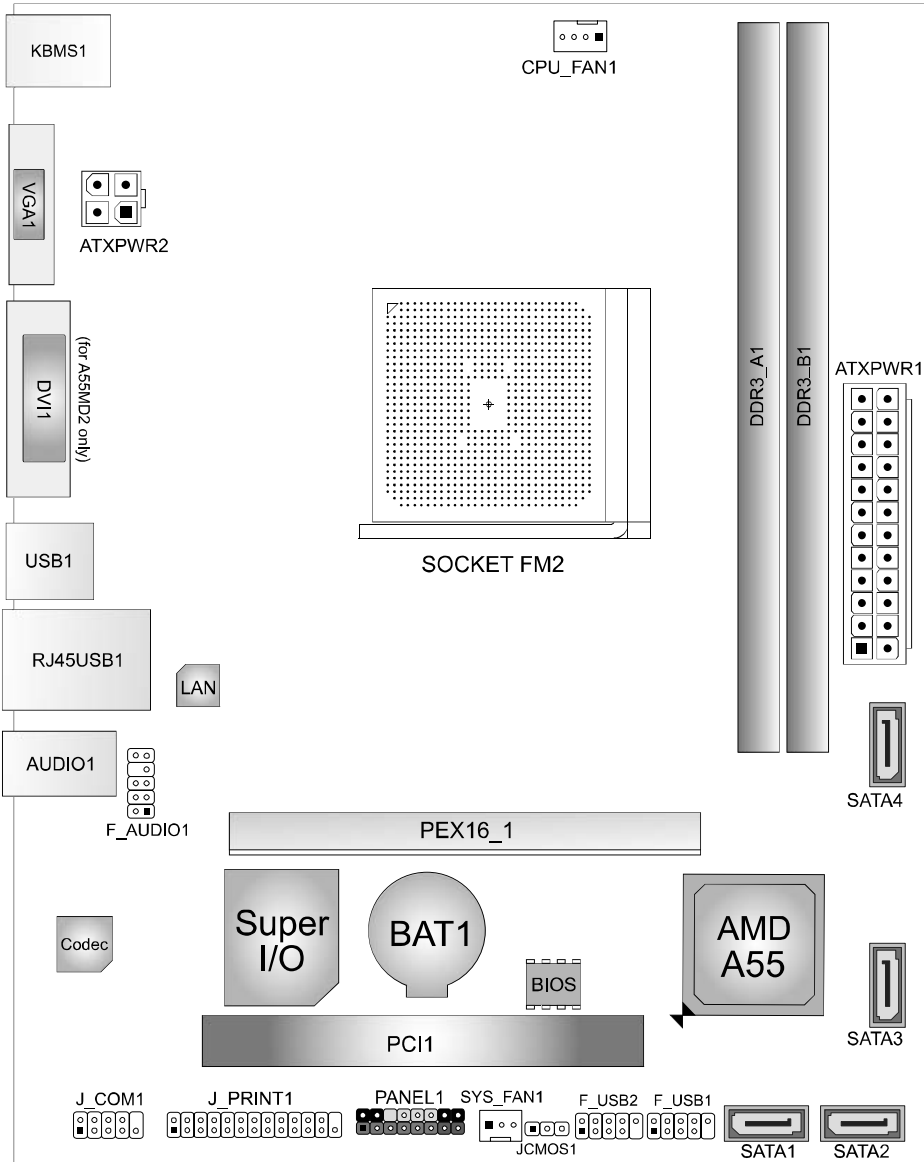 KBMS1
CPU_FAN1
VGA1
ATXPWR2
DVI1
(for A55MD2 only)
DDR3_A1
DDR3_B1
ATXPWR1
SOCKET FM2
USB1
RJ45USB1
LAN
AUDIO1
F_AUDIO1
SATA4
PEX16_1
Codec
Super
I/O
BAT1
BIOS
AMD
A55
SATA3
PCI1
J_COM1
J_PRINT1
PANEL1
SYS_FAN1
JCMOS1
F_USB2
F_USB1
SATA1
SATA2